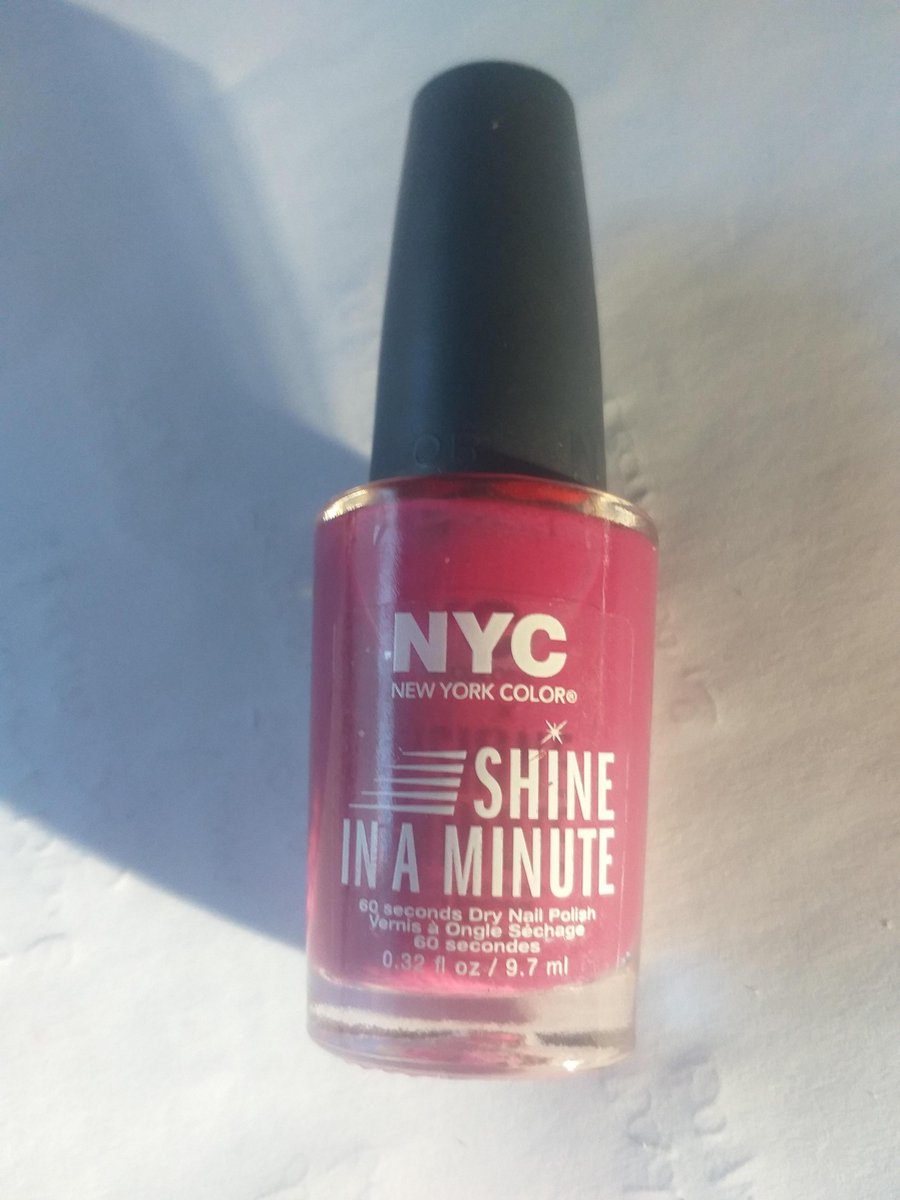 NYC
NEW YORK COLOR®
SHINE
IN A MINUTE
60 seconds Dry Nail Polish
Vernis à Ongle Séchage
60 secondes
0.32 fl oz / 9.7 ml